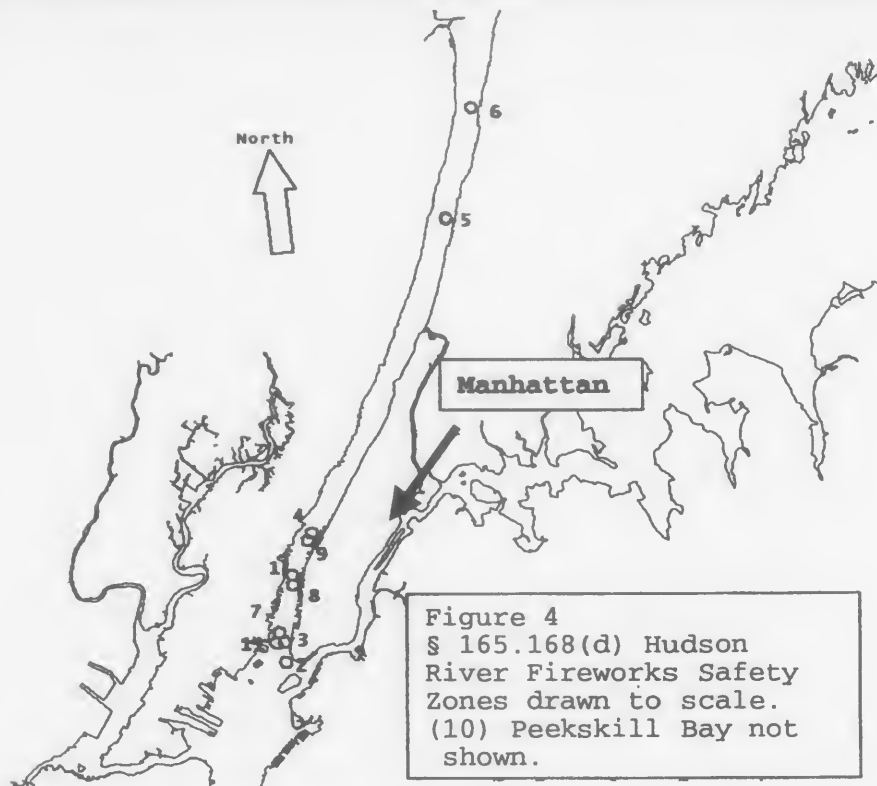 6
North
5
Manhattan
4
9
1
8
7
3
2
Figure 4
§ 165.168(d) Hudson
River Fireworks Safety
Zones drawn to scale.
(10) Peekskill Bay not
shown.